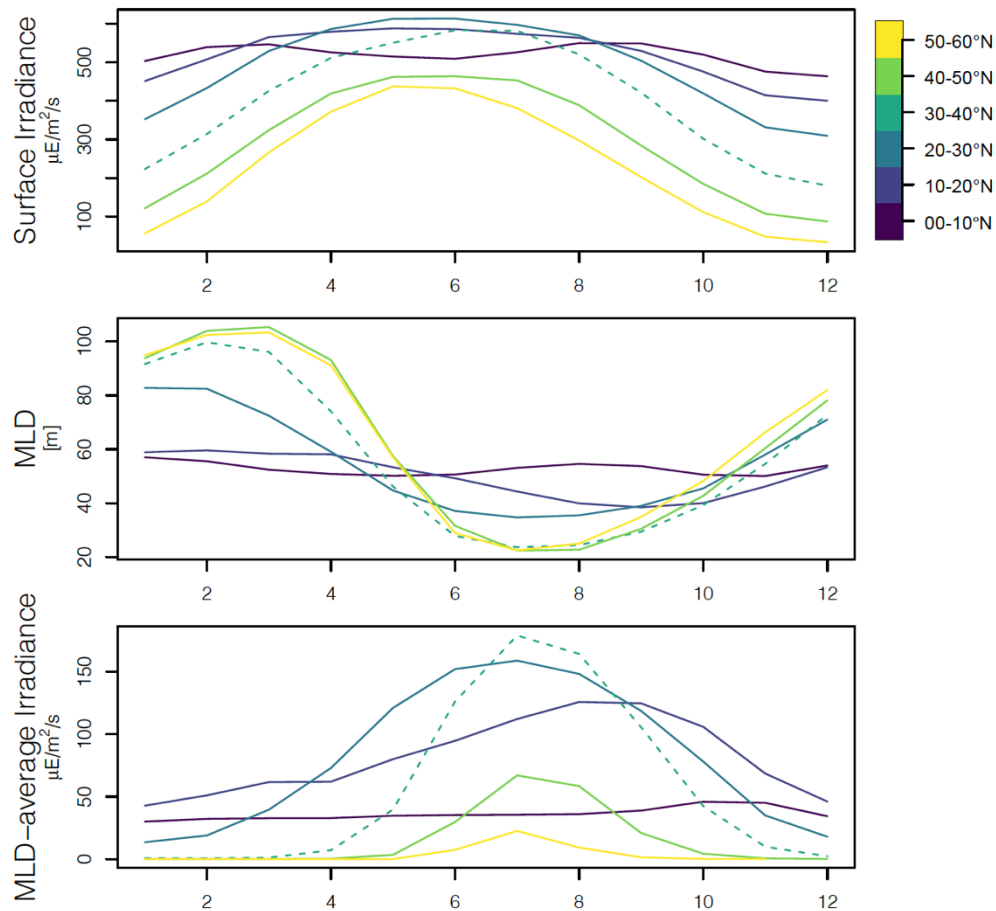 Surface Irradiance
µE/m²/s
500
300
100
2 4 6 8 10 12
50-60°N
40-50°N
30-40°N
20-30°N
10-20°N
00-10°N
MLD
[m]
100
80
60
40
20
2 4 6 8 10 12
MLD-average Irradiance
µE/m²/s
150
100
50
0
2 4 6 8 10 12